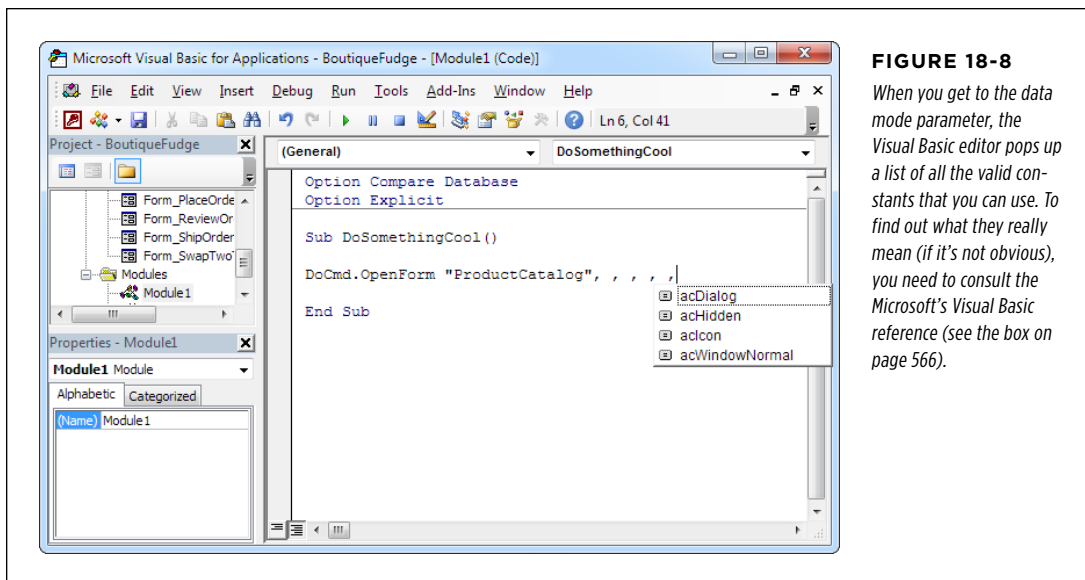 Microsoft Visual Basic for Applications - BoutiqueFudge - [Module1 (Code)]
File Edit View Insert Debug Run Tools Add-Ins Window Help
Ln 6, Col 41
Project - BoutiqueFudge
Form_PlaceOrde
Form_ReviewOr
Form_ShipOrder
Form_SwapTwoT
Modules
Module1
Properties - Module1
Module1 Module
Alphabetic Categorized
(Name) Module1
(General) DoSomethingCool
Option Compare Database
Option Explicit
Sub DoSomethingCool()
DoCmd.OpenForm "ProductCatalog", , , , ,
acDialog
acHidden
acIcon
acWindowNormal
End Sub
FIGURE 18-8
When you get to the data
mode parameter, the
Visual Basic editor pops up
a list of all the valid con-
stants that you can use. To
find out what they really
mean (if it's not obvious),
you need to consult the
Microsoft's Visual Basic
reference (see the box on
page 566).